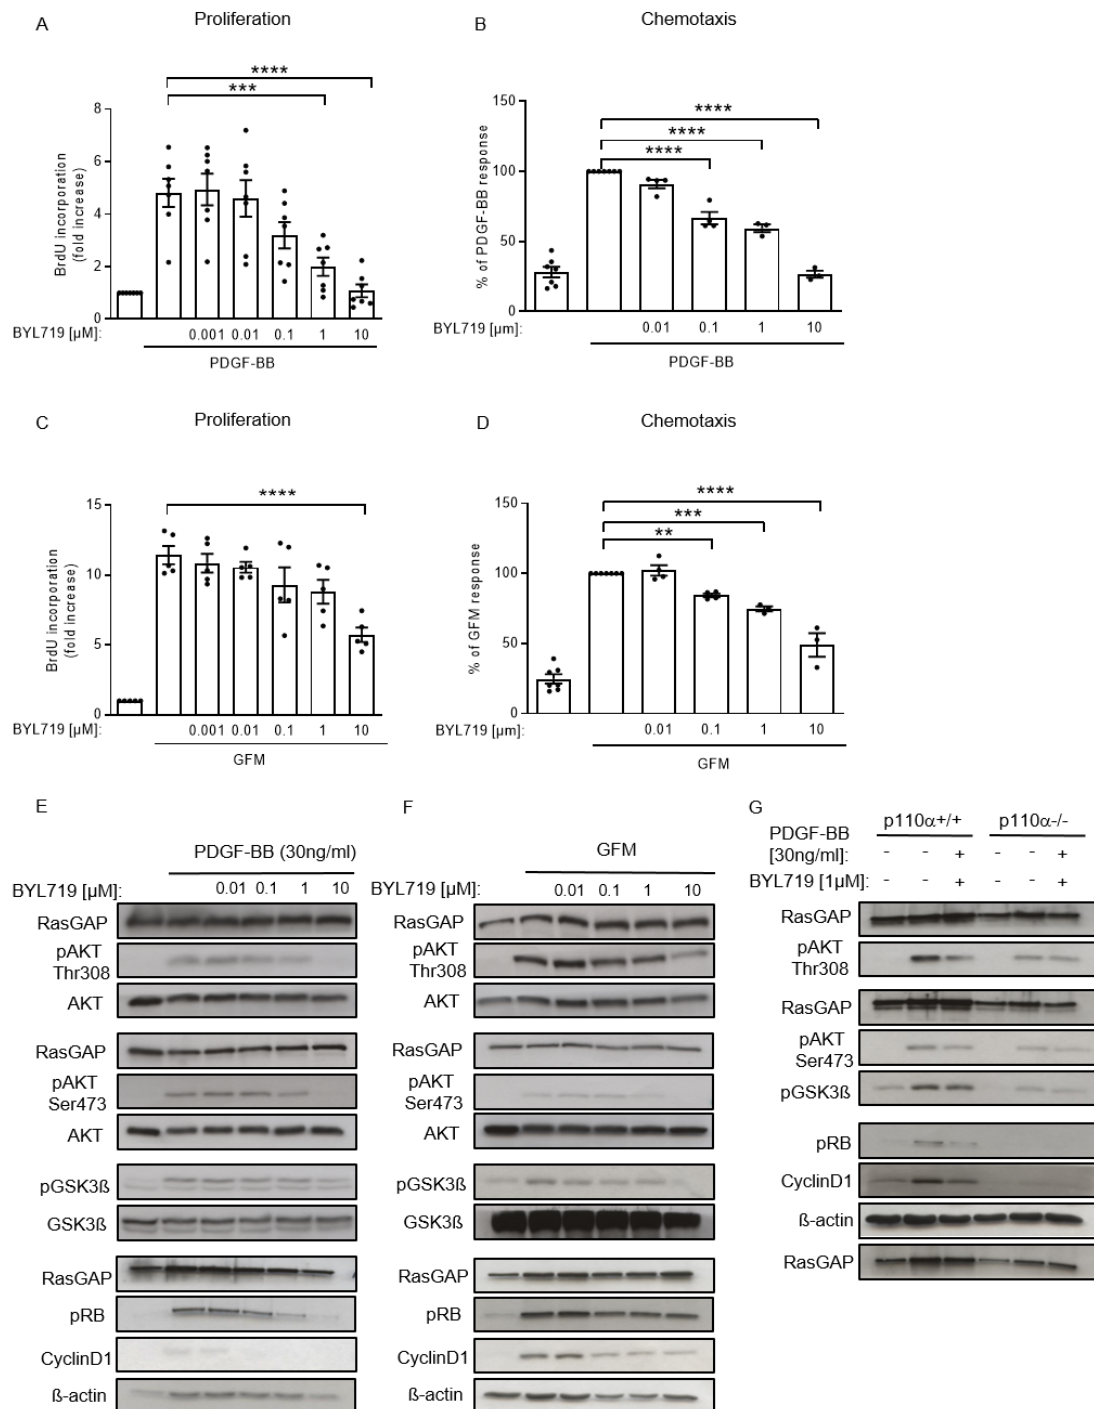 A
Proliferation
****
***
8
6
4
2
0
BrdU incorporation
(fold increase)
BYL719 [µM]:
0.001 0.01 0.1 1 10
PDGF-BB
B
Chemotaxis
****
****
****
150
100
50
0
% of PDGF-BB response
BYL719 [µm]:
0.01 0.1 1 10
PDGF-BB
C
Proliferation
****
15
10
5
0
BrdU incorporation
(fold increase)
BYL719 [µM]:
0.001 0.01 0.1 1 10
GFM
D
Chemotaxis
****
***
**
150
100
50
0
% of GFM response
BYL719 [µm]:
0.01 0.1 1 10
GFM
E
PDGF-BB (30ng/ml)
BYL719 [µM]:
0.01 0.1 1 10
RasGAP
pAKT
Thr308
AKT
RasGAP
pAKT
Ser473
AKT
pGSK3ß
GSK3ß
RasGAP
pRB
CyclinD1
ß-actin
F
GFM
BYL719 [µM]:
0.01 0.1 1 10
RasGAP
pAKT
Thr308
AKT
RasGAP
pAKT
Ser473
AKT
pGSK3ß
GSK3ß
RasGAP
pRB
CyclinD1
ß-actin
G
p110α+/+ p110α-/-
PDGF-BB
[30ng/ml]: - - + - - +
BYL719 [1µM]: - - + - - +
RasGAP
pAKT
Thr308
RasGAP
pAKT
Ser473
pGSK3ß
pRB
CyclinD1
ß-actin
RasGAP